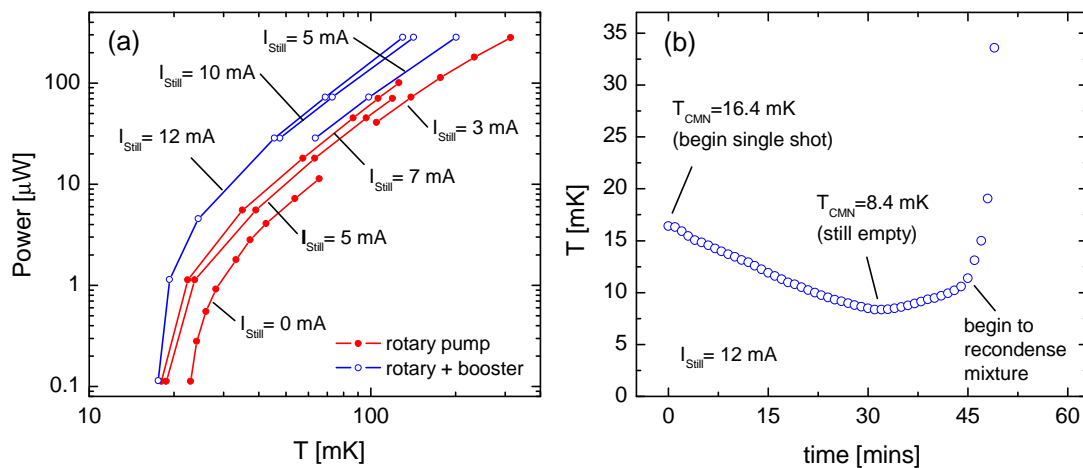 (a)
I_Still= 5 mA
I_Still= 10 mA
I_Still= 12 mA
I_Still= 3 mA
I_Still= 7 mA
I_Still= 5 mA
I_Still= 0 mA
rotary pump
rotary + booster
Power [μW]
100
10
1
0.1
10
100
T [mK]
(b)
T_CMN=16.4 mK
(begin single shot)
T_CMN=8.4 mK
(still empty)
begin to
recondense
mixture
I_Still= 12 mA
T [mK]
35
30
25
20
15
10
5
0
0
15
30
45
60
time [mins]